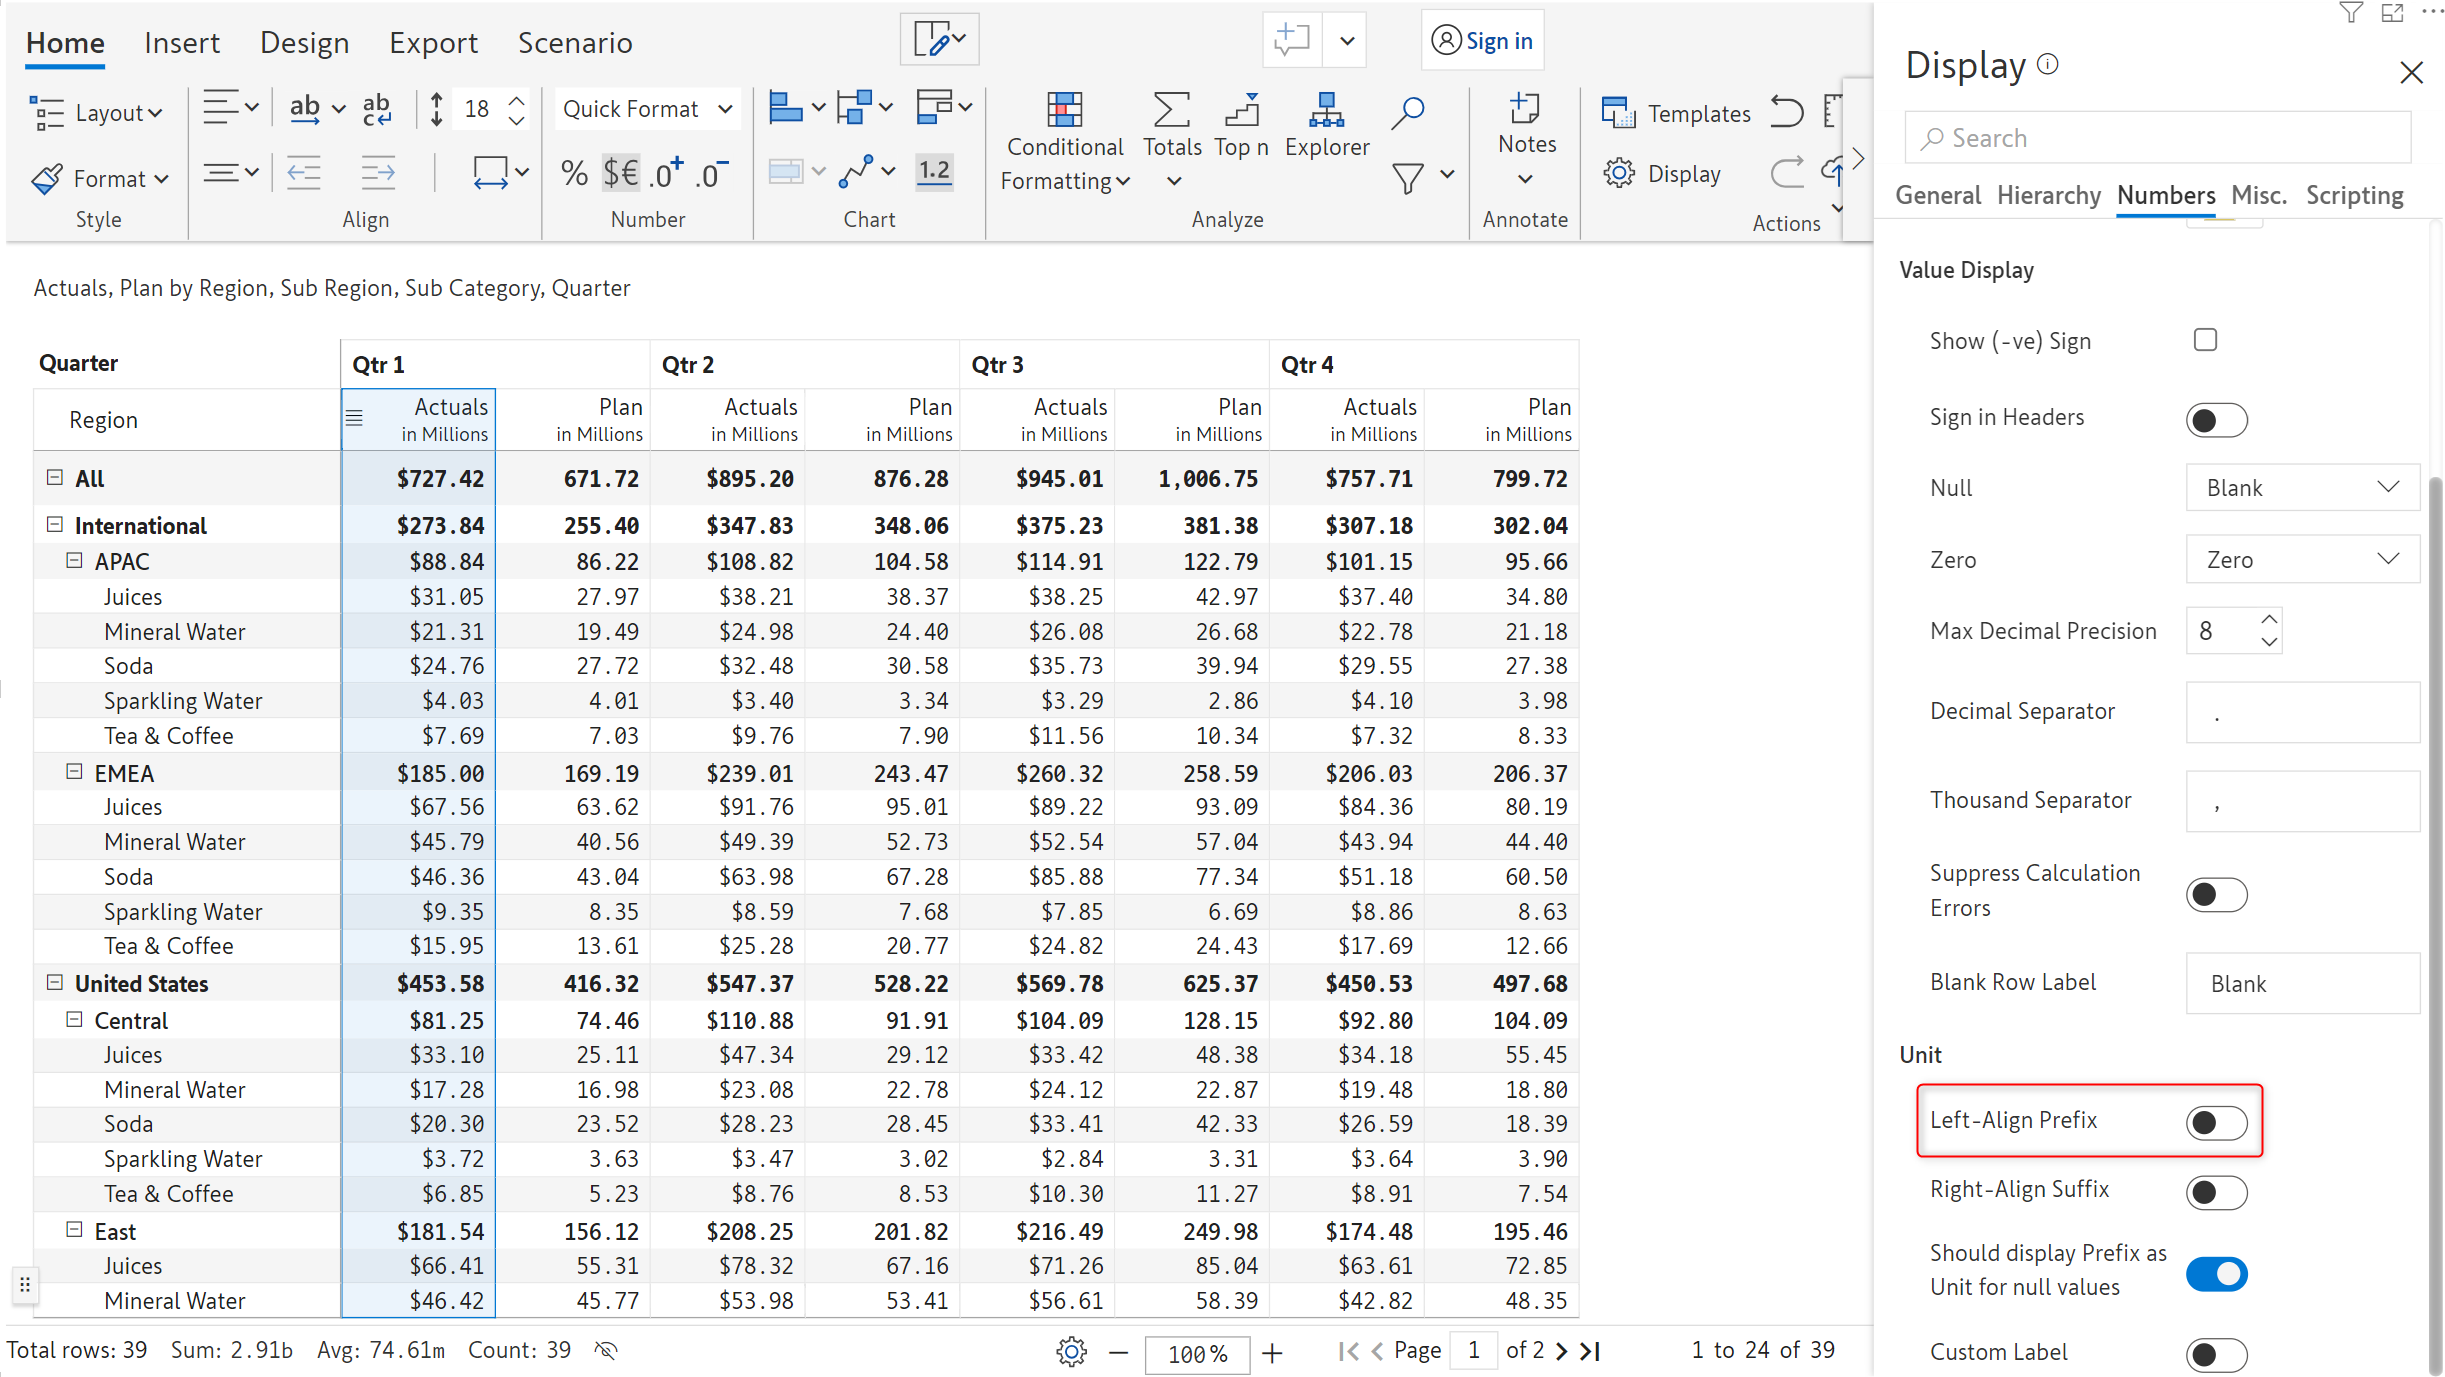 Home Insert Design Export Scenario Sign in
Layout ab ab c 18 Quick Format
Format % $€ .0+ .0- 1.2
Conditional Formatting Totals Top n Explorer Notes Templates Display
Style Align Number Chart Analyze Annotate Actions
Actuals, Plan by Region, Sub Region, Sub Category, Quarter
Quarter Qtr 1 Qtr 2 Qtr 3 Qtr 4
Region Actuals Plan Actuals Plan Actuals Plan Actuals Plan
in Millions in Millions in Millions in Millions in Millions in Millions in Millions in Millions
All $727.42 671.72 $895.20 876.28 $945.01 1,006.75 $757.71 799.72
International $273.84 255.40 $347.83 348.06 $375.23 381.38 $307.18 302.04
APAC $88.84 86.22 $108.82 104.58 $114.91 122.79 $101.15 95.66
Juices $31.05 27.97 $38.21 38.37 $38.25 42.97 $37.40 34.80
Mineral Water $21.31 19.49 $24.98 24.40 $26.08 26.68 $22.78 21.18
Soda $24.76 27.72 $32.48 30.58 $35.73 39.94 $29.55 27.38
Sparkling Water $4.03 4.01 $3.40 3.34 $3.29 2.86 $4.10 3.98
Tea & Coffee $7.69 7.03 $9.76 7.90 $11.56 10.34 $7.32 8.33
EMEA $185.00 169.19 $239.01 243.47 $260.32 258.59 $206.03 206.37
Juices $67.56 63.62 $91.76 95.01 $89.22 93.09 $84.36 80.19
Mineral Water $45.79 40.56 $49.39 52.73 $52.54 57.04 $43.94 44.40
Soda $46.36 43.04 $63.98 67.28 $85.88 77.34 $51.18 60.50
Sparkling Water $9.35 8.35 $8.59 7.68 $7.85 6.69 $8.86 8.63
Tea & Coffee $15.95 13.61 $25.28 20.77 $24.82 24.43 $17.69 12.66
United States $453.58 416.32 $547.37 528.22 $569.78 625.37 $450.53 497.68
Central $81.25 74.46 $110.88 91.91 $104.09 128.15 $92.80 104.09
Juices $33.10 25.11 $47.34 29.12 $33.42 48.38 $34.18 55.45
Mineral Water $17.28 16.98 $23.08 22.78 $24.12 22.87 $19.48 18.80
Soda $20.30 23.52 $28.23 28.45 $33.41 42.33 $26.59 18.39
Sparkling Water $3.72 3.63 $3.47 3.02 $2.84 3.31 $3.64 3.90
Tea & Coffee $6.85 5.23 $8.76 8.53 $10.30 11.27 $8.91 7.54
East $181.54 156.12 $208.25 201.82 $216.49 249.98 $174.48 195.46
Juices $66.41 55.31 $78.32 67.16 $71.26 85.04 $63.61 72.85
Mineral Water $46.42 45.77 $53.98 53.41 $56.61 58.39 $42.82 48.35
Total rows: 39 Sum: 2.91b Avg: 74.61m Count: 39 100% Page 1 of 2 1 to 24 of 39
Display
Search
General Hierarchy Numbers Misc. Scripting
Value Display
Show (-ve) Sign
Sign in Headers
Null Blank
Zero Zero
Max Decimal Precision 8
Decimal Separator .
Thousand Separator ,
Suppress Calculation
Errors
Blank Row Label Blank
Unit
Left-Align Prefix
Right-Align Suffix
Should display Prefix as
Unit for null values
Custom Label